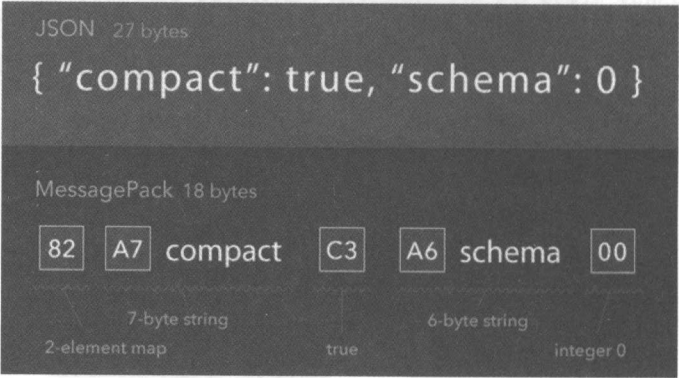 JSON 27 bytes
{ “compact”: true, “schema”: 0 }
MessagePack 18 bytes
82 A7 compact C3 A6 schema 00
7-byte string 6-byte string
2-element map true integer 0